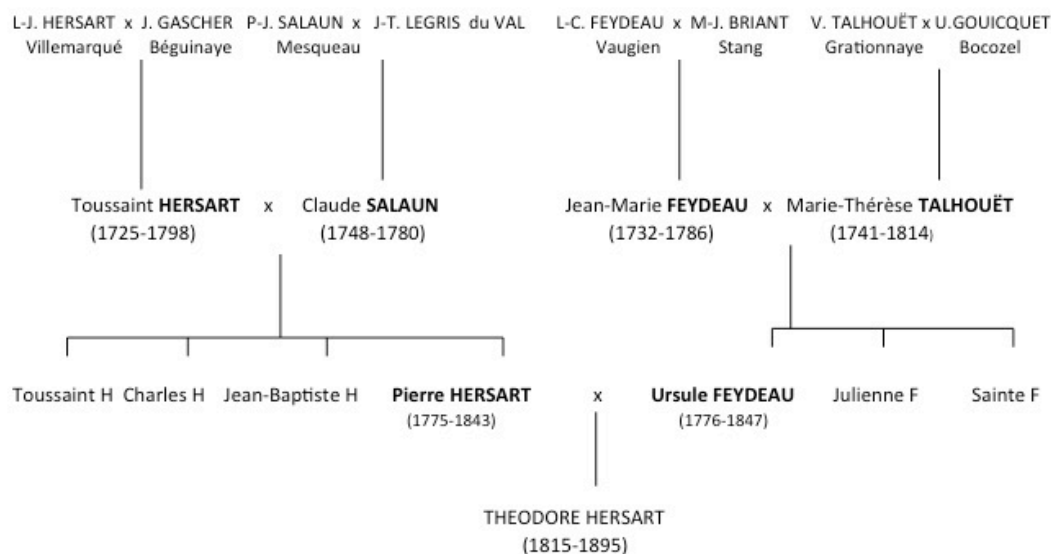 L-J. HERSART x J. GASCHER P-J. SALAUN x J-T. LEGRIS du VAL L-C. FEYDEAU x M-J. BRIANT V. TALHOUËT x U.GOUICQUET
Villemarqué Béguinaye Mesqueau Vaugien Stang Grationnaye Bocozel
Toussaint HERSART x Claude SALAUN Jean-Marie FEYDEAU x Marie-Thérèse TALHOUËT
(1725-1798) (1748-1780) (1732-1786) (1741-1814)
Toussaint H Charles H Jean-Baptiste H Pierre HERSART x Ursule FEYDEAU Julienne F Sainte F
(1775-1843) (1776-1847)
THEODORE HERSART
(1815-1895)